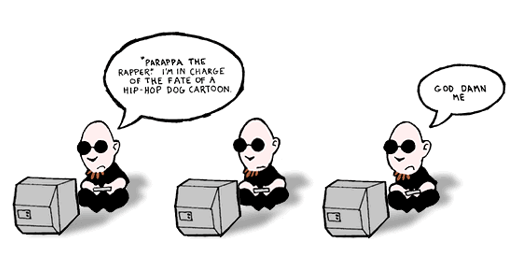 "PARAPPA THE
RAPPER." I'M IN CHARGE
OF THE FATE OF A
HIP-HOP DOG CARTOON.
GOD DAMN
ME